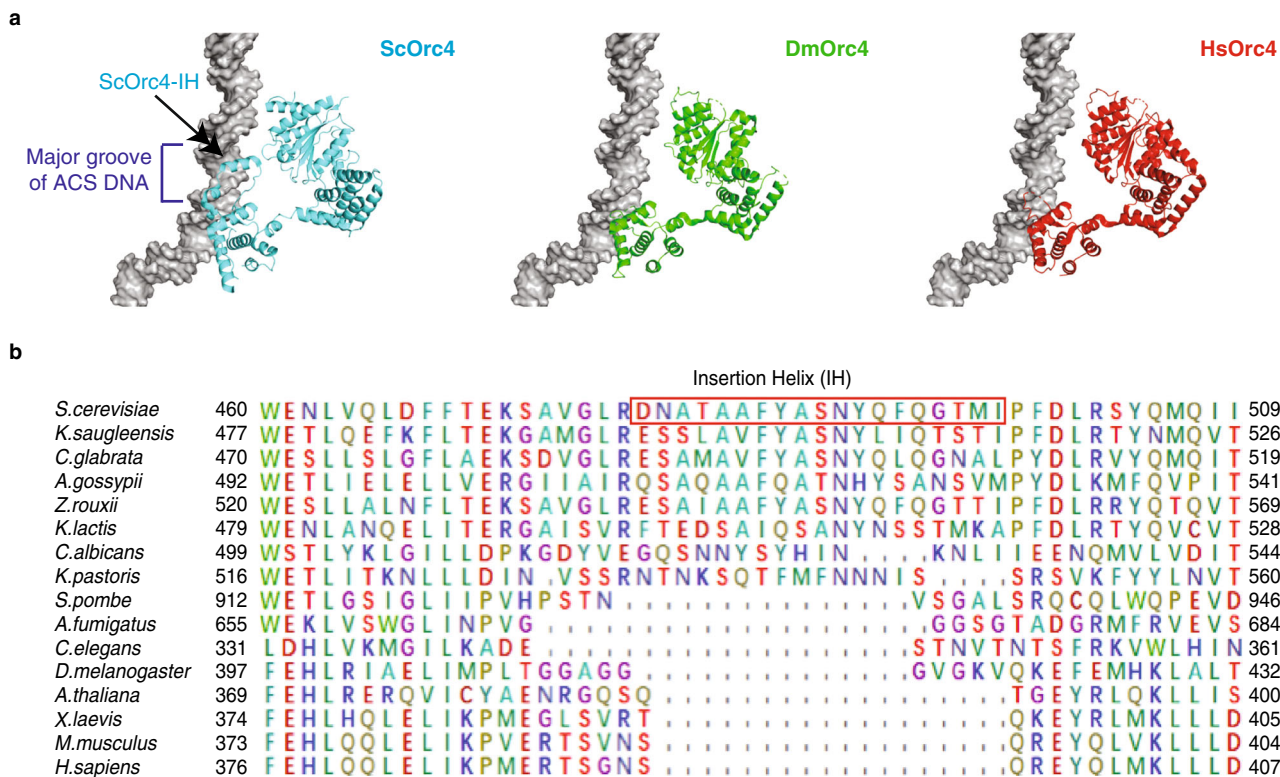 a
ScOrc4
DmOrc4
HsOrc4
ScOrc4-IH
Major groove
of ACS DNA
b
Insertion Helix (IH)
S.cerevisiae 460 WENLVQLDFFTEKSAVGLRDNATAAFYASNYQFQGTMIPFDLRSYQMQII 509
K.saugleensis 477 WETLQEFKFLTEKGAMGLRESSLAVFYASNYLIQTSTIPFDLRTYNMQVT 526
C.glabrata 470 WESLLSLGFLAEKSDVGLRESAMAVFYASNYQLQGNALPYDLRVYQMQIT 519
A.gossypii 492 WETLIELELLVERGIIAIRQSAQAAFQATNHYSANSVMPYDLKMFQVPIT 541
Z.rouxii 520 WESLLALNFLTEKSAVGLRESAIAAFYASNYQFQGTTIPFDLRRYQTQVT 569
K.lactis 479 WENLANQELITERGAISVRFTEDSAIQSANYNSSTMKAPFDLRTYQVCVT 528
C.albicans 499 WSTLYKLGILLDPKGDYVEGQSNNYSYHIN....KNLIIEENQMVLVDIT 544
K.pastoris 516 WETLITKNLLLDIN.VSSRNTNKSQTFMFNNNIS....SRSVKFYYLNVT 560
S.pombe 912 WETLGSIGLIIPVHPSTN...............VSGALSRQCQLWQPEVD 946
A.fumigatus 655 WEKLVSWGLINPVG....................GGSGTADGRMFRVEVS 684
C.elegans 331 LDHLVKMGILKADE...................STNVTNTSFRKVWLHIN 361
D.melanogaster 397 FEHLRIAELIMPLTGGAGG..............GVGKVQKEFEMHKLALT 432
A.thaliana 369 FEHLRERQVICYAENRGQSQ..................TGEYRLQKLLIS 400
X.laevis 374 FEHLHQLELIKPMEGLSVRT..................QKEYRLMKLLLD 405
M.musculus 373 FEHLQQLELIKPVERTSVNS..................QREYQLVKLLLD 404
H.sapiens 376 FEHLQQLELIKPMERTSGNS..................QREYQLMKLLLD 407